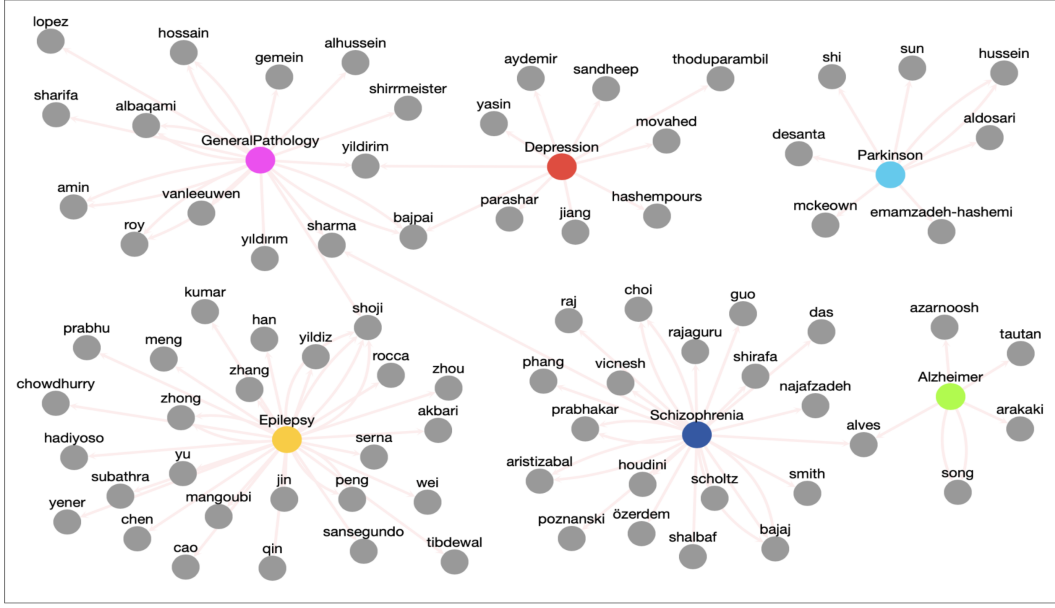 lopez
hossain
gemein
alhussein
sharifa
albaqami
shirrmeister
GeneralPathology
yildirim
amin
vanleeuwen
roy
yıldırım
sharma
bajpai
aydemir
sandheep
thoduparambil
yasin
movahed
Depression
parashar
jiang
hashempours
shi
sun
hussein
desanta
aldosari
Parkinson
mckeown
emamzadeh-hashemi
kumar
shoji
prabhu
meng
han
yildiz
rocca
chowdhurry
zhang
zhou
zhong
Epilepsy
akbari
hadiyoso
yu
serna
subathra
jin
peng
wei
yener
mangoubi
chen
sansegundo
tibdewal
cao
qin
raj
choi
guo
das
rajaguru
phang
vicnesh
shirafa
najafzadeh
prabhakar
Schizophrenia
alves
aristizabal
houdini
scholtz
smith
poznanski
özerdem
shalbaf
bajaj
azarnoosh
tautan
Alzheimer
arakaki
song